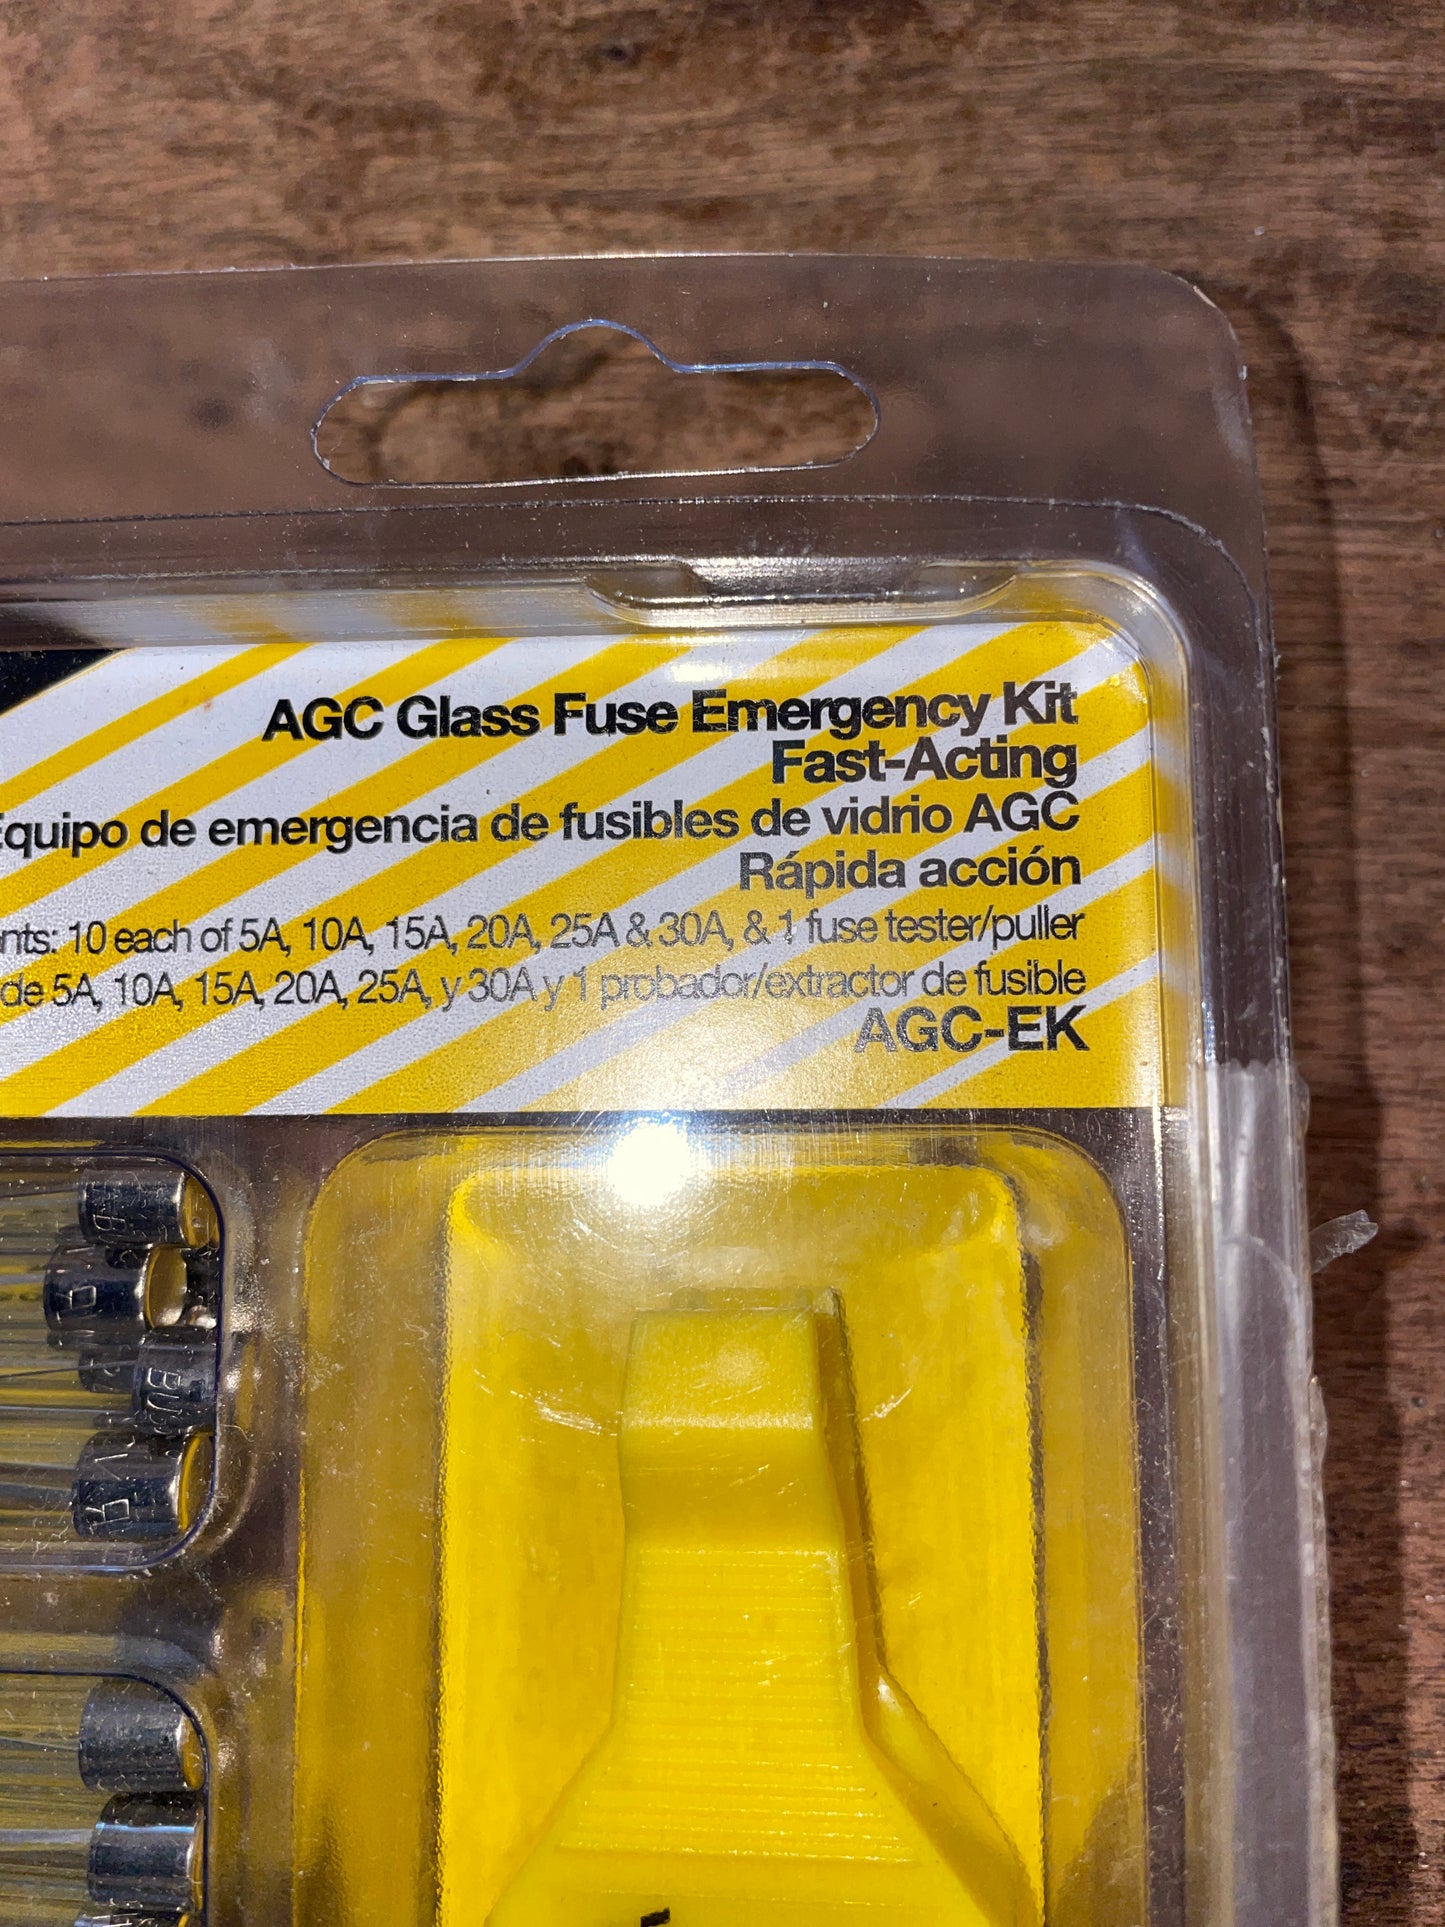 AGC Glass Fuse Emergency Kit
Fast-Acting
Equipo de emergencia de fusibles de vidrio AGC
Rápida acción
nts: 10 each of 5A, 10A, 15A, 20A, 25A & 30A, & 1 fuse tester/puller
de 5A, 10A, 15A, 20A, 25A, y 30A y 1 probador/extractor de fusible
AGC-EK